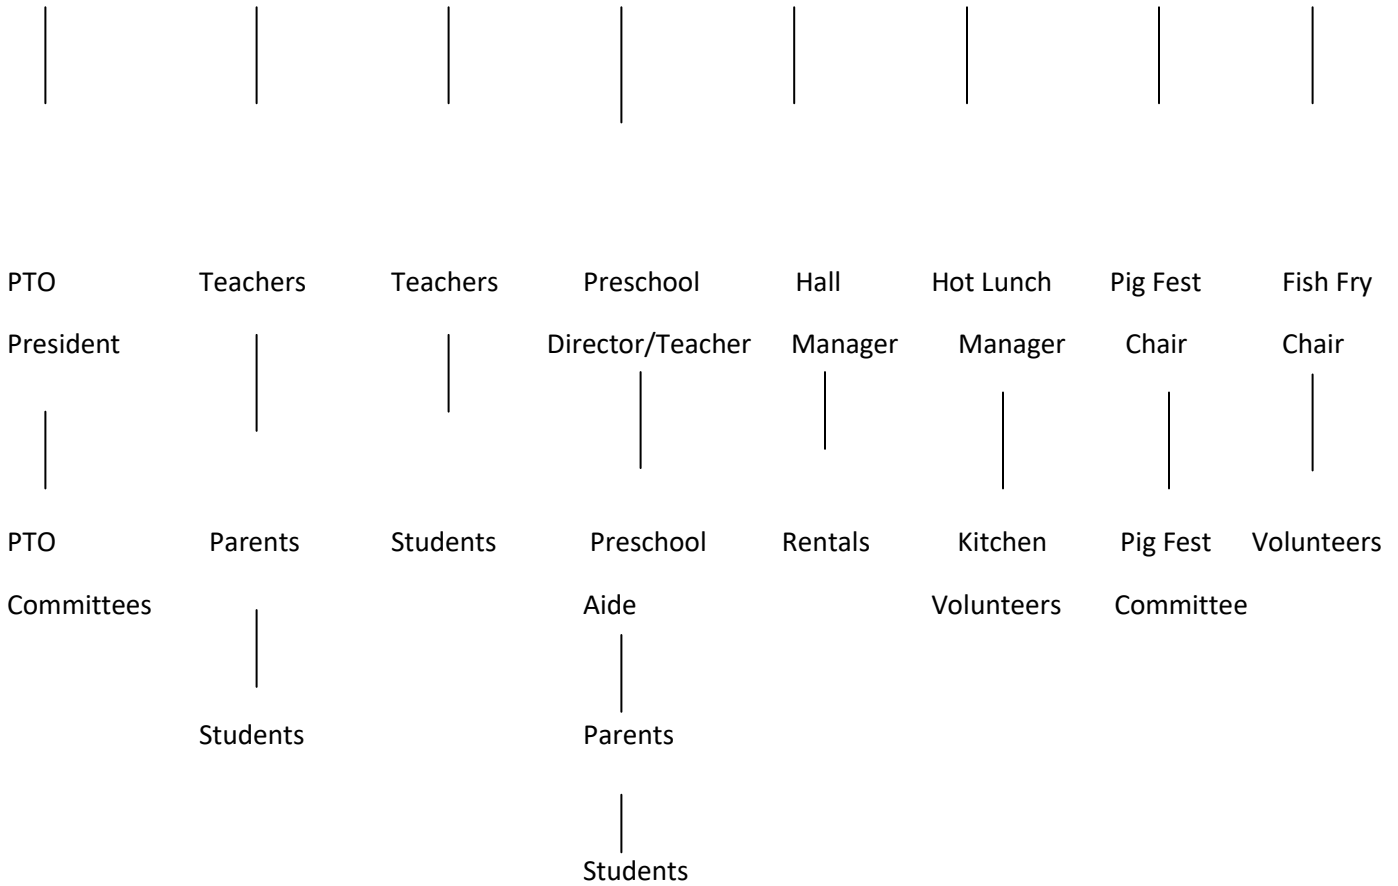 PTO Teachers Teachers Preschool Hall Hot Lunch Pig Fest Fish Fry
President Director/Teacher Manager Manager Chair Chair
PTO Parents Students Preschool Rentals Kitchen Pig Fest Volunteers
Committees Aide Volunteers Committee
Students Parents
Students